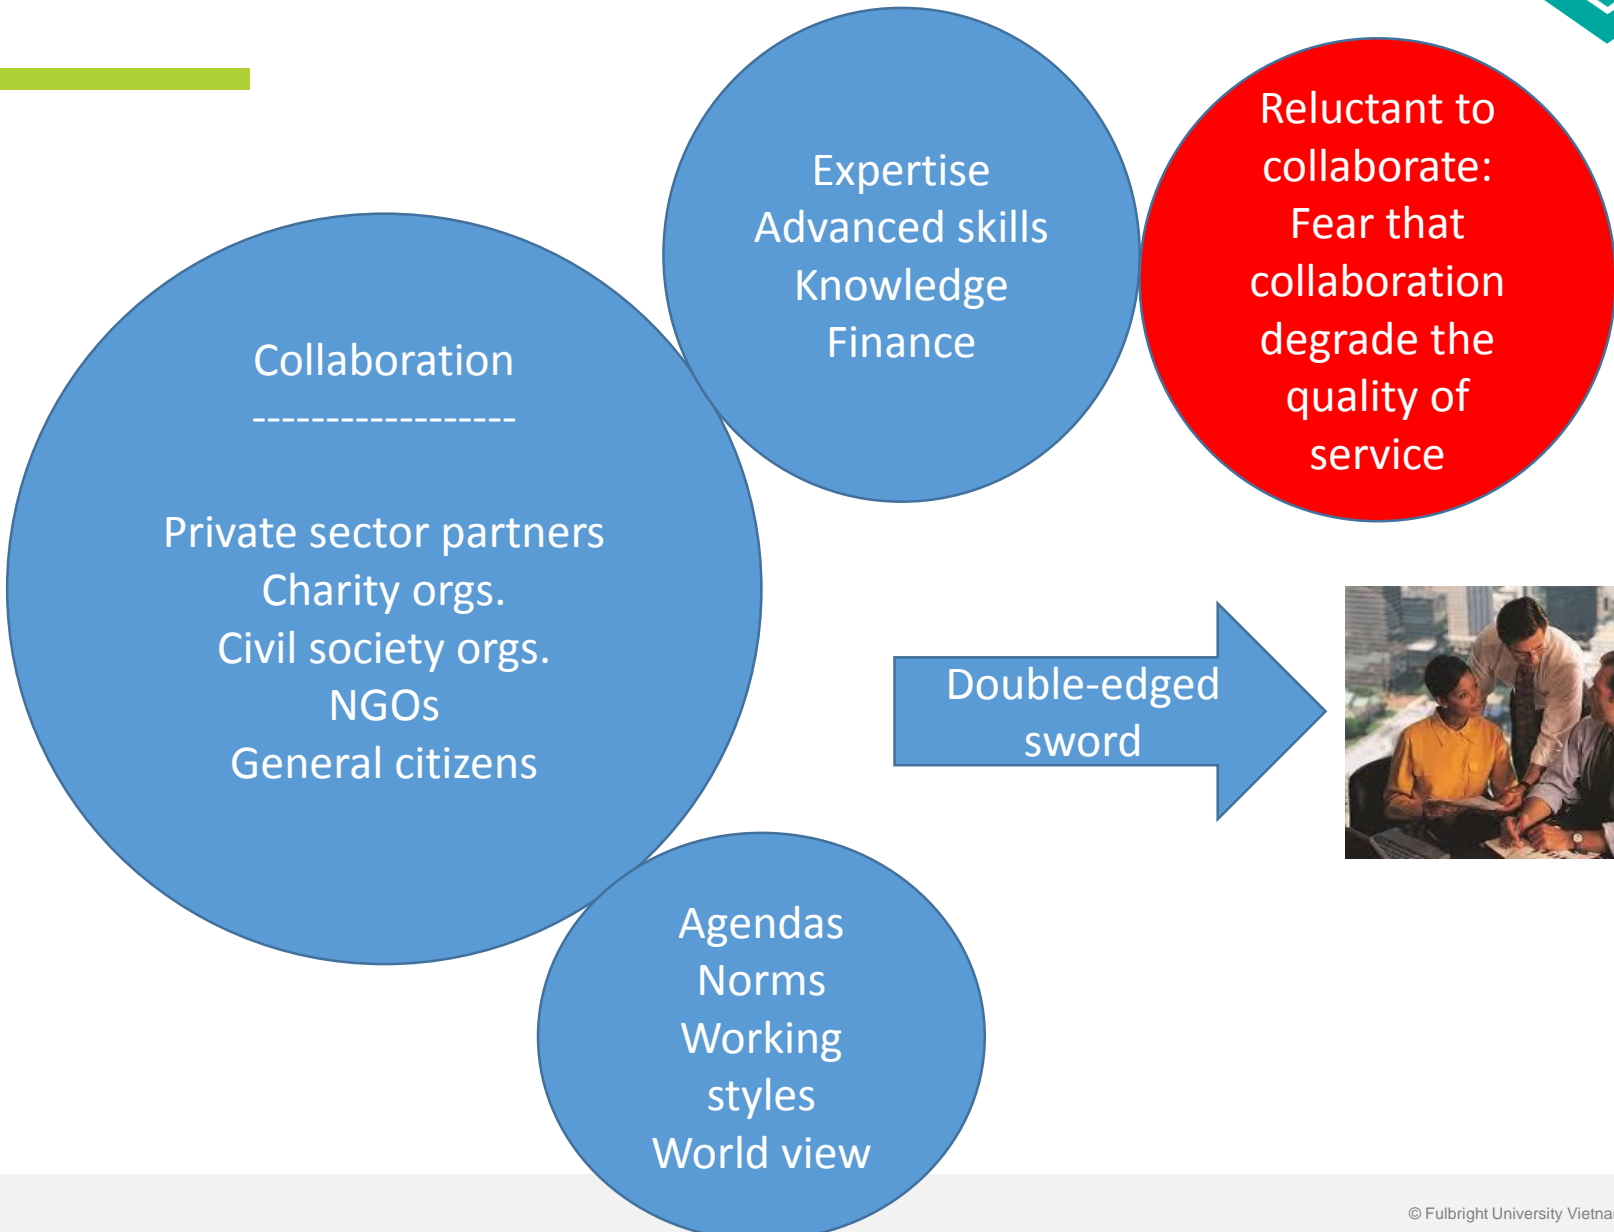 Collaboration
------------------
Private sector partners
Charity orgs.
Civil society orgs.
NGOs
General citizens
Expertise
Advanced skills
Knowledge
Finance
Reluctant to
collaborate:
Fear that
collaboration
degrade the
quality of
service
Double-edged
sword
Agendas
Norms
Working
styles
World view
© Fulbright University Vietna